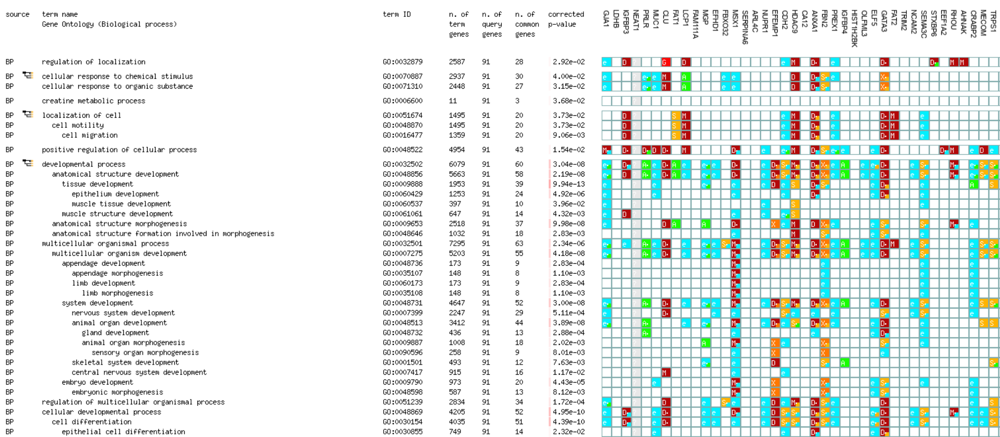 source term name term ID n. of n. of n. of corrected
Gene Ontology (Biological process) term query common p-value
genes genes genes
GJA1 LDHB IGFBP3 NEAT1 PRLR MUC1 CLU FAT1 LCP1 FAM111A MGP EFHD1 FBXO32 MSX1 SERPINA6 ARL4C NUPR1 EFEMP1 CDH2 HDAC9 CA12 ANXA1 FBN2 PREX1 IGFBP4 HIST1H2BK OLFML3 ELF5 GATA3 FAT2 TRIM2 NCAM2 SEMA3C STXBP6 EEF1A2 RHOU AHNAK CRABP2 MECOM TRPS1
BP regulation of localization GO:0032879 2587 91 28 2.92e-02
BP cellular response to chemical stimulus GO:0070887 2937 91 30 4.00e-02
BP cellular response to organic substance GO:0071310 2448 91 27 3.15e-02
BP creatine metabolic process GO:0006600 11 91 3 3.68e-02
BP localization of cell GO:0051674 1495 91 20 3.73e-02
BP cell motility GO:0048870 1495 91 20 3.73e-02
BP cell migration GO:0016477 1359 91 20 9.06e-03
BP positive regulation of cellular process GO:0048522 4954 91 43 1.54e-02
BP developmental process GO:0032502 6079 91 60 3.04e-08
BP anatomical structure development GO:0048856 5663 91 58 2.19e-08
BP tissue development GO:0009888 1953 91 39 9.94e-13
BP epithelium development GO:0060429 1253 91 24 4.92e-06
BP muscle tissue development GO:0060537 397 91 10 3.96e-02
BP muscle structure development GO:0061061 647 91 14 4.32e-03
BP anatomical structure morphogenesis GO:0009653 2518 91 37 9.98e-08
BP anatomical structure formation involved in morphogenesis GO:0048646 1032 91 18 2.83e-03
BP multicellular organismal process GO:0032501 7295 91 63 2.34e-06
BP multicellular organism development GO:0007275 5203 91 55 4.18e-08
BP appendage development GO:0048736 173 91 9 2.83e-04
BP appendage morphogenesis GO:0035107 148 91 8 1.10e-03
BP limb development GO:0060173 173 91 9 2.83e-04
BP limb morphogenesis GO:0035108 148 91 8 1.10e-03
BP system development GO:0048731 4647 91 52 3.00e-08
BP nervous system development GO:0007399 2247 91 29 5.11e-04
BP animal organ development GO:0048513 3412 91 44 3.89e-08
BP gland development GO:0048732 436 91 13 2.88e-04
BP animal organ morphogenesis GO:0009887 1008 91 18 2.02e-03
BP sensory organ morphogenesis GO:0090596 258 91 9 8.01e-03
BP skeletal system development GO:0001501 493 91 12 7.63e-03
BP central nervous system development GO:0007417 915 91 16 1.17e-02
BP embryo development GO:0009790 973 91 20 4.43e-05
BP embryonic morphogenesis GO:0048598 587 91 13 8.12e-03
BP regulation of multicellular organismal process GO:0051239 2834 91 34 1.72e-04
BP cellular developmental process GO:0048869 4205 91 52 4.95e-10
BP cell differentiation GO:0030154 4035 91 51 4.39e-10
BP epithelial cell differentiation GO:0030855 749 91 14 2.32e-02